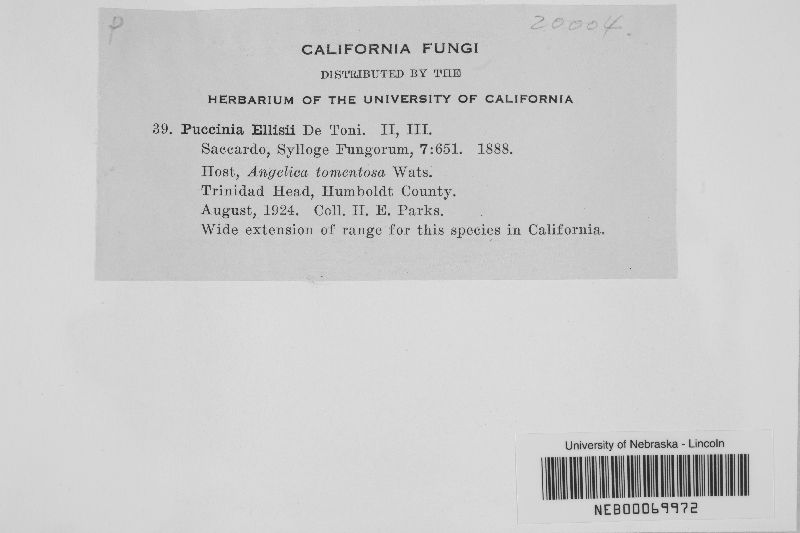 P 20004.
CALIFORNIA FUNGI
DISTRIBUTED BY THE
HERBARIUM OF THE UNIVERSITY OF CALIFORNIA
39. Puccinia Ellisii De Toni. II, III.
Saccardo, Sylloge Fungorum, 7:651. 1888.
Host, Angelica tomentosa Wats.
Trinidad Head, Humboldt County.
August, 1924. Coll. H. E. Parks.
Wide extension of range for this species in California.
University of Nebraska - Lincoln
NEB00069972